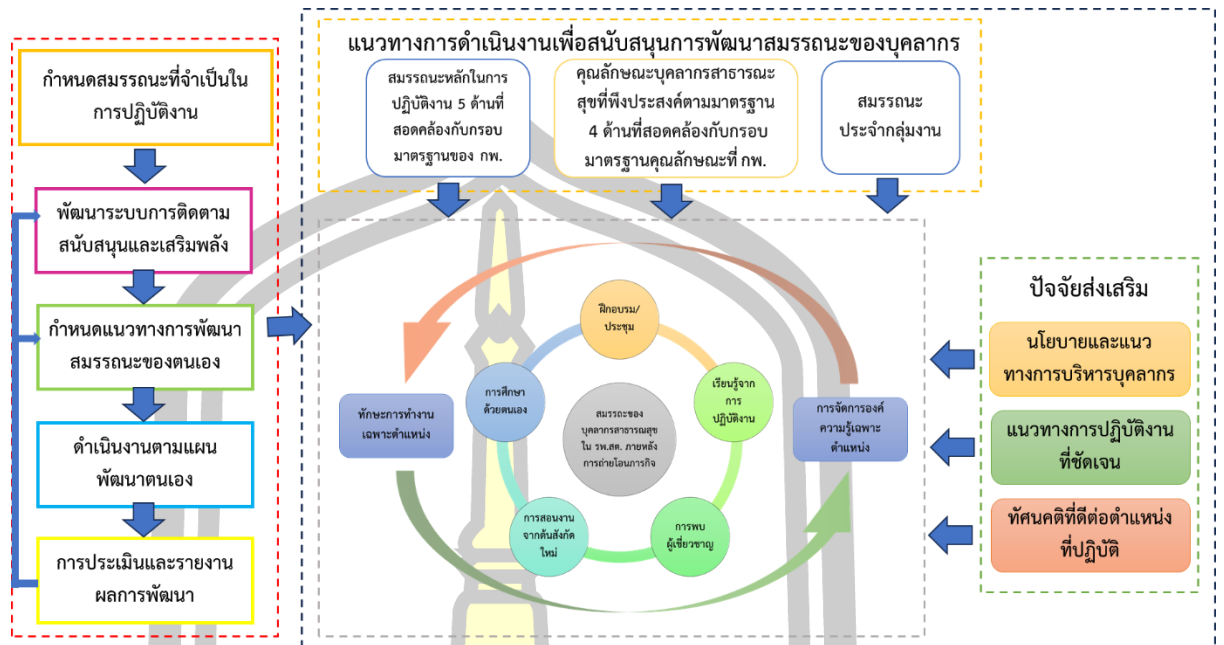 แนวทางการดำเนินงานเพื่อสนับสนุนการพัฒนาสมรรถนะของบุคลากร
กำหนดสมรรถนะที่จำเป็นใน
การปฏิบัติงาน
พัฒนาระบบการติดตาม
สนับสนุนและเสริมพลัง
กำหนดแนวทางการพัฒนา
สมรรถนะของตนเอง
ดำเนินงานตามแผน
พัฒนาตนเอง
การประเมินและรายงาน
ผลการพัฒนา
สมรรถนะหลักในการ
ปฏิบัติงาน 5 ด้านที่
สอดคล้องกับกรอบ
มาตรฐานของ กพ.
คุณลักษณะบุคลากรสาธารณะ
สุขที่พึงประสงค์ตามมาตรฐาน
4 ด้านที่สอดคล้องกับกรอบ
มาตรฐานคุณลักษณะที่ กพ.
สมรรถนะ
ประจำกลุ่มงาน
ฝึกอบรม/
ประชุม
การศึกษา
ด้วยตนเอง
เรียนรู้จาก
การ
ปฏิบัติงาน
ทักษะการทำงาน
เฉพาะตำแหน่ง
สมรรถะของ
บุคลากรสาธารณสุข
ใน รพ.สต. ภายหลัง
การถ่ายโอนภารกิจ
การจัดการองค์
ความรู้เฉพาะ
ตำแหน่ง
การสอนงาน
จากต้นสังกัด
ใหม่
การพบ
ผู้เชี่ยวชาญ
ปัจจัยส่งเสริม
นโยบายและแนว
ทางการบริหารบุคลากร
แนวทางการปฏิบัติงาน
ที่ชัดเจน
ทัศนคติที่ดีต่อตำแหน่ง
ที่ปฏิบัติ